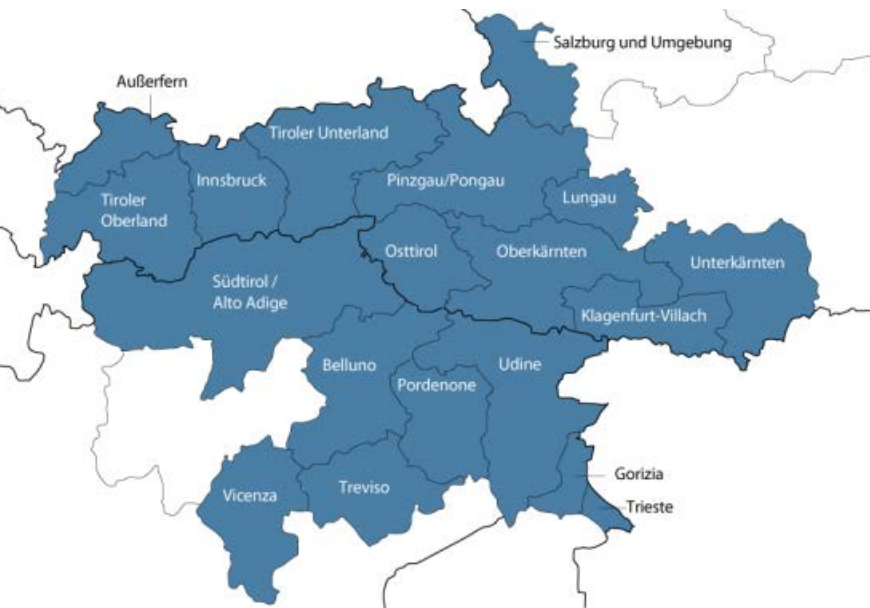 Salzburg und Umgebung
Außerfern
Tiroler Unterland
Innsbruck
Pinzgau/Pongau
Lungau
Tiroler
Oberland
Osttirol
Oberkärnten
Unterkärnten
Südtirol /
Alto Adige
Klagenfurt-Villach
Belluno
Udine
Pordenone
Gorizia
Treviso
Vicenza
Trieste